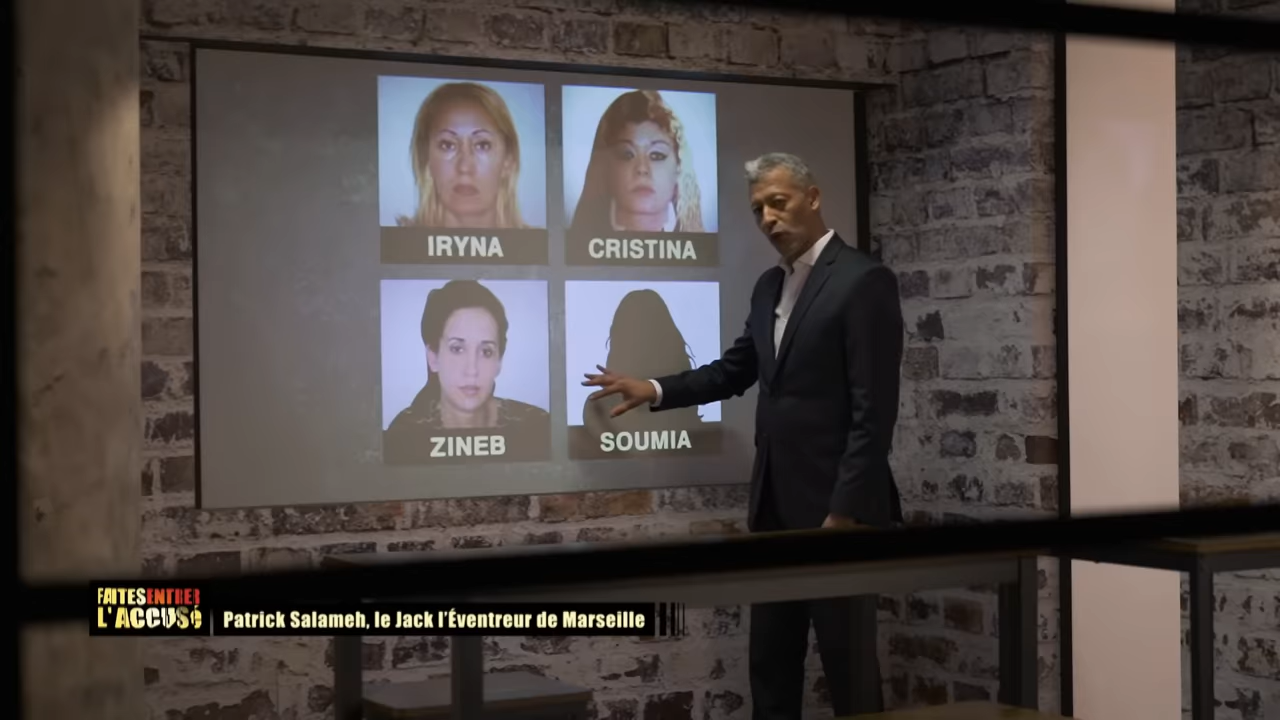 IRYNA
CRISTINA
ZINEB
SOUMIA
FAITES ENTRER
L'ACCUSÉ
Patrick Salameh, le Jack l'Éventreur de Marseille